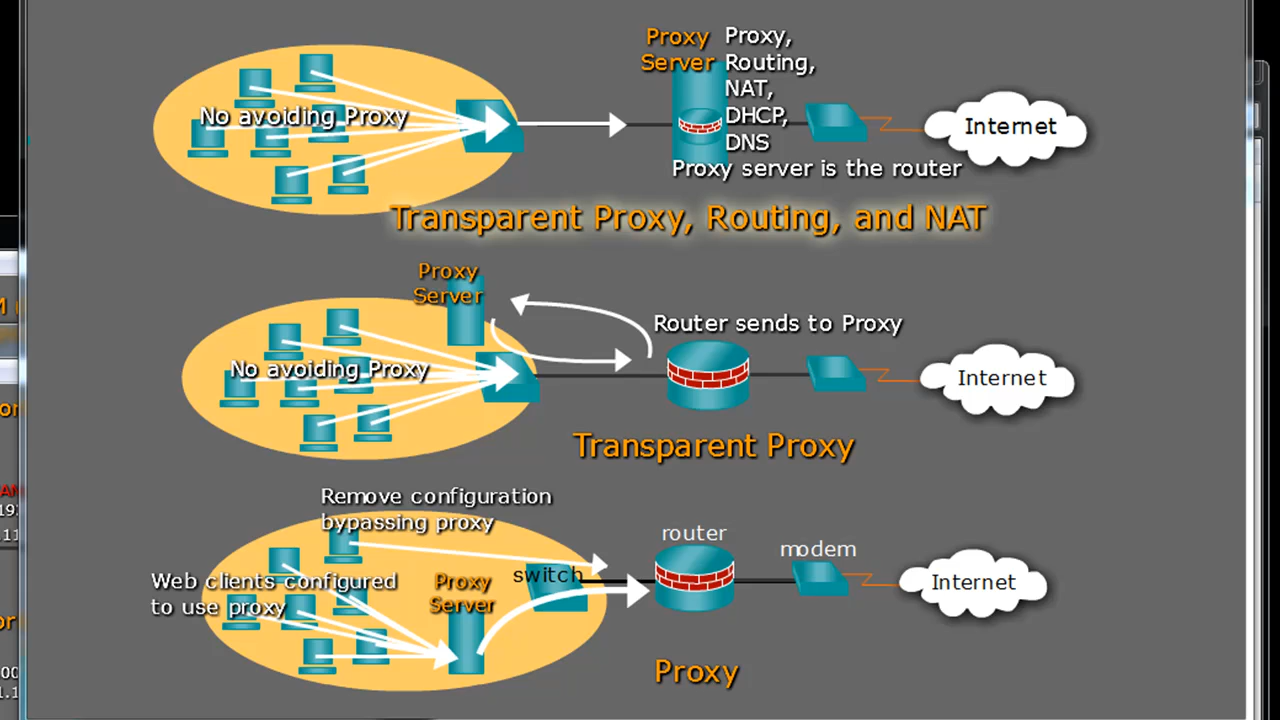 Proxy
Server
Proxy,
Routing,
NAT,
DHCP,
DNS
No avoiding Proxy
Internet
Proxy server is the router
Transparent Proxy, Routing, and NAT
Proxy
Server
Router sends to Proxy
No avoiding Proxy
Internet
Transparent Proxy
Remove configuration
bypassing proxy
router
modem
switch
Web clients configured
to use proxy
Proxy
Server
Internet
Proxy